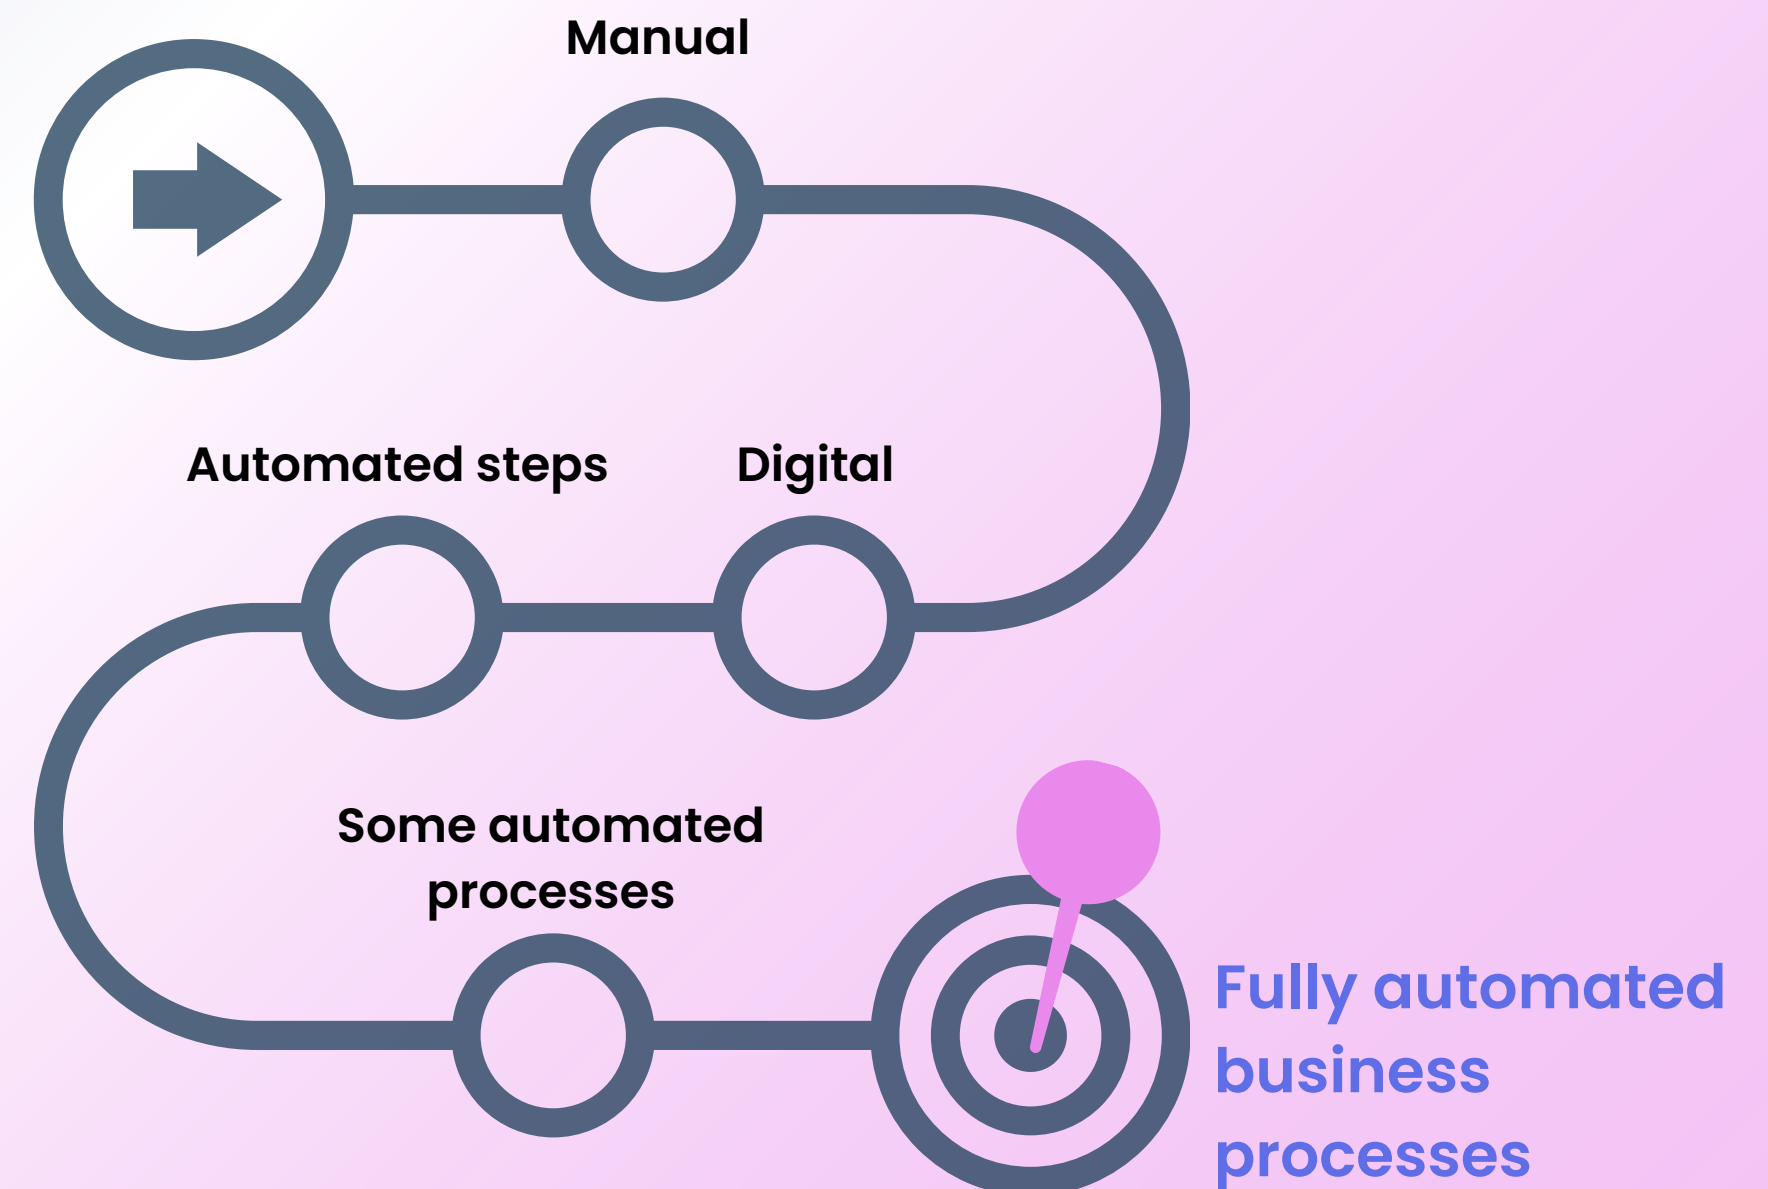 Manual
Automated steps
Digital
Some automated
processes
Fully automated
business
processes